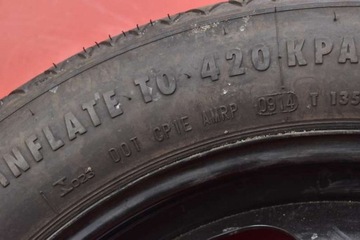 INFLATE·TO·420·KPA
DOT CP1E AMRP 0914 T 135